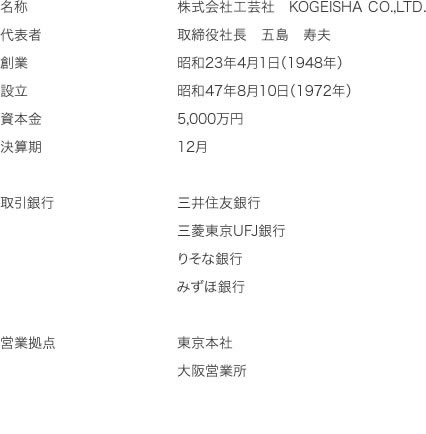 名称 株式会社工芸社 KOGEISHA CO.,LTD.
代表者 取締役社長 五島 寿夫
創業 昭和23年4月1日(1948年)
設立 昭和47年8月10日(1972年)
資本金 5,000万円
決算期 12月
取引銀行 三井住友銀行
三菱東京UFJ銀行
りそな銀行
みずほ銀行
営業拠点 東京本社
大阪営業所